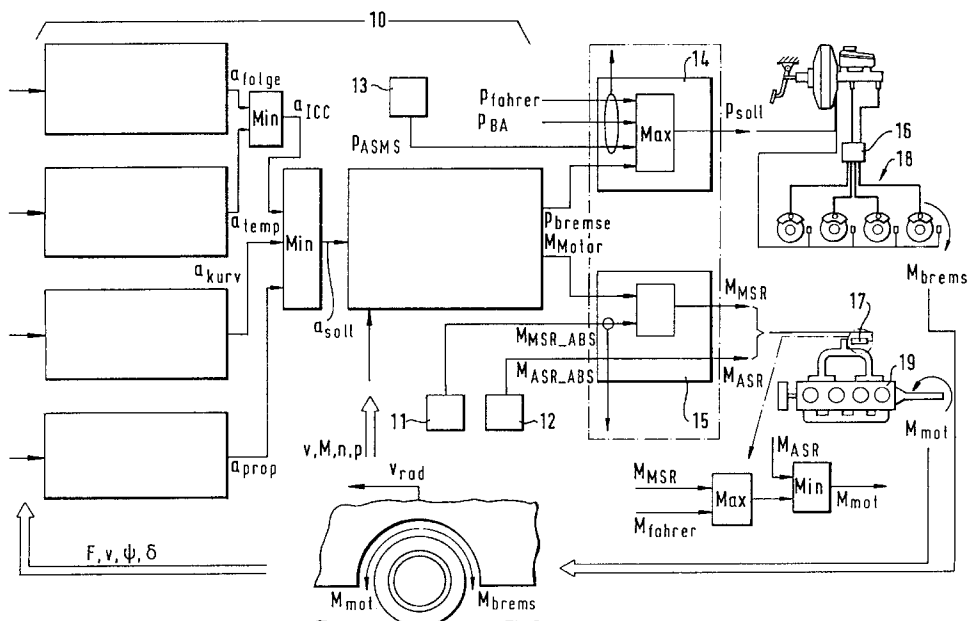 10
a_folge
Min
a_ICC
a_temp
a_kurv
a_prop
Min
a_soll
13
P_ASMS
P_fahrer
P_BA
14
Max
P_soll
P_bremse
M_Motor
M_MSR_ABS
M_ASR_ABS
11
12
15
M_MSR
M_ASR
16
18
M_brems
17
19
M_mot
M_MSR
M_fahrer
Max
M_ASR
Min
M_mot
v,M,n,p
v_rad
M_mot
M_brems
F,v,ψ,δ